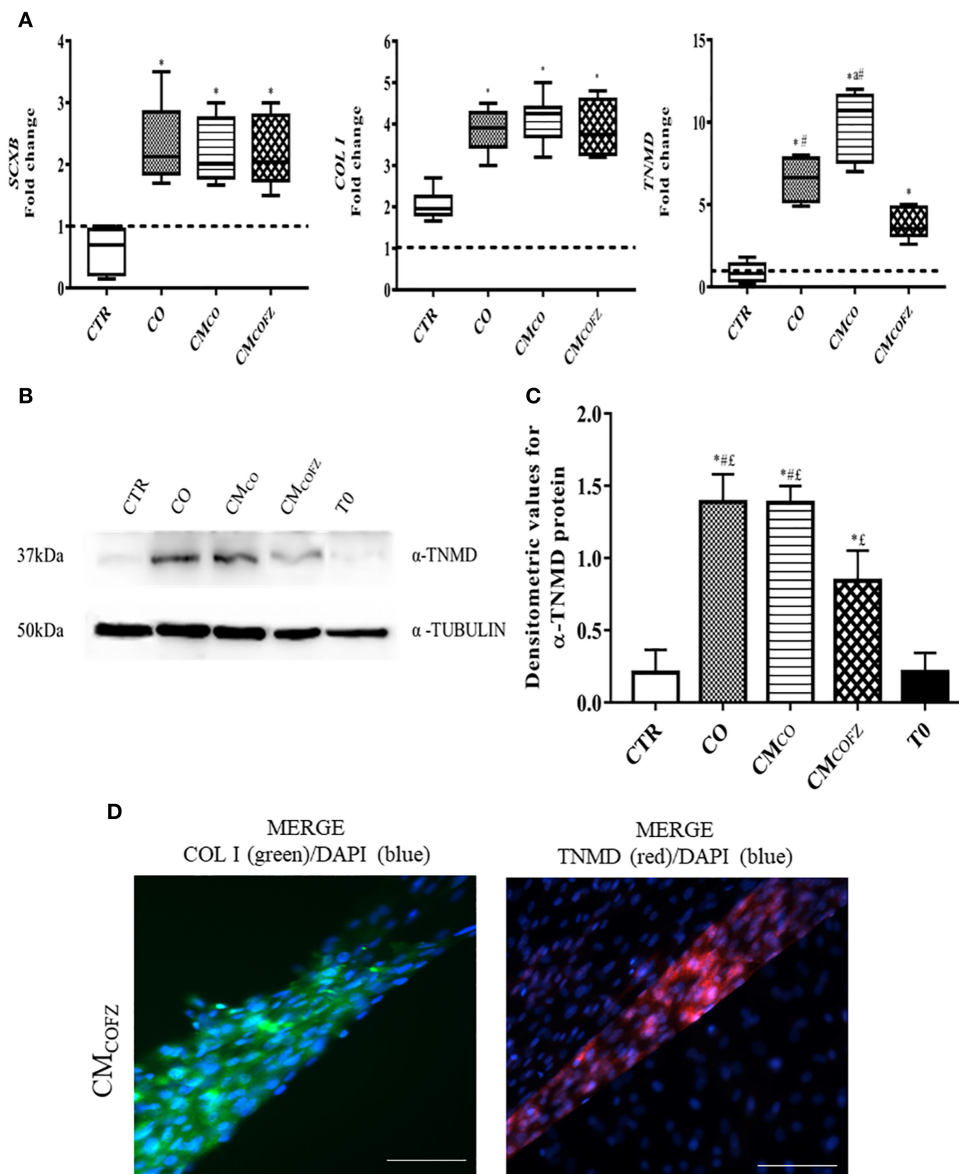 A
SCXB
Fold change
4
3
2
1
0
*
*
*
CTR
CO
CMCO
CMCOFZ
COL I
Fold change
6
5
4
3
2
1
0
*
*
*
CTR
CO
CMCO
CMCOFZ
TNMD
Fold change
15
10
5
0
*#
*a#
*
CTR
CO
CMCO
CMCOFZ
B
CTR
CO
CMCO
CMCOFZ
T0
37kDa
α-TNMD
50kDa
α -TUBULIN
C
Densitometric values for
α-TNMD protein
2.0
1.5
1.0
0.5
0.0
*#£
*#£
*£
CTR
CO
CMCO
CMCOFZ
T0
D
MERGE
COL I (green)/DAPI (blue)
MERGE
TNMD (red)/DAPI (blue)
CMCOFZ